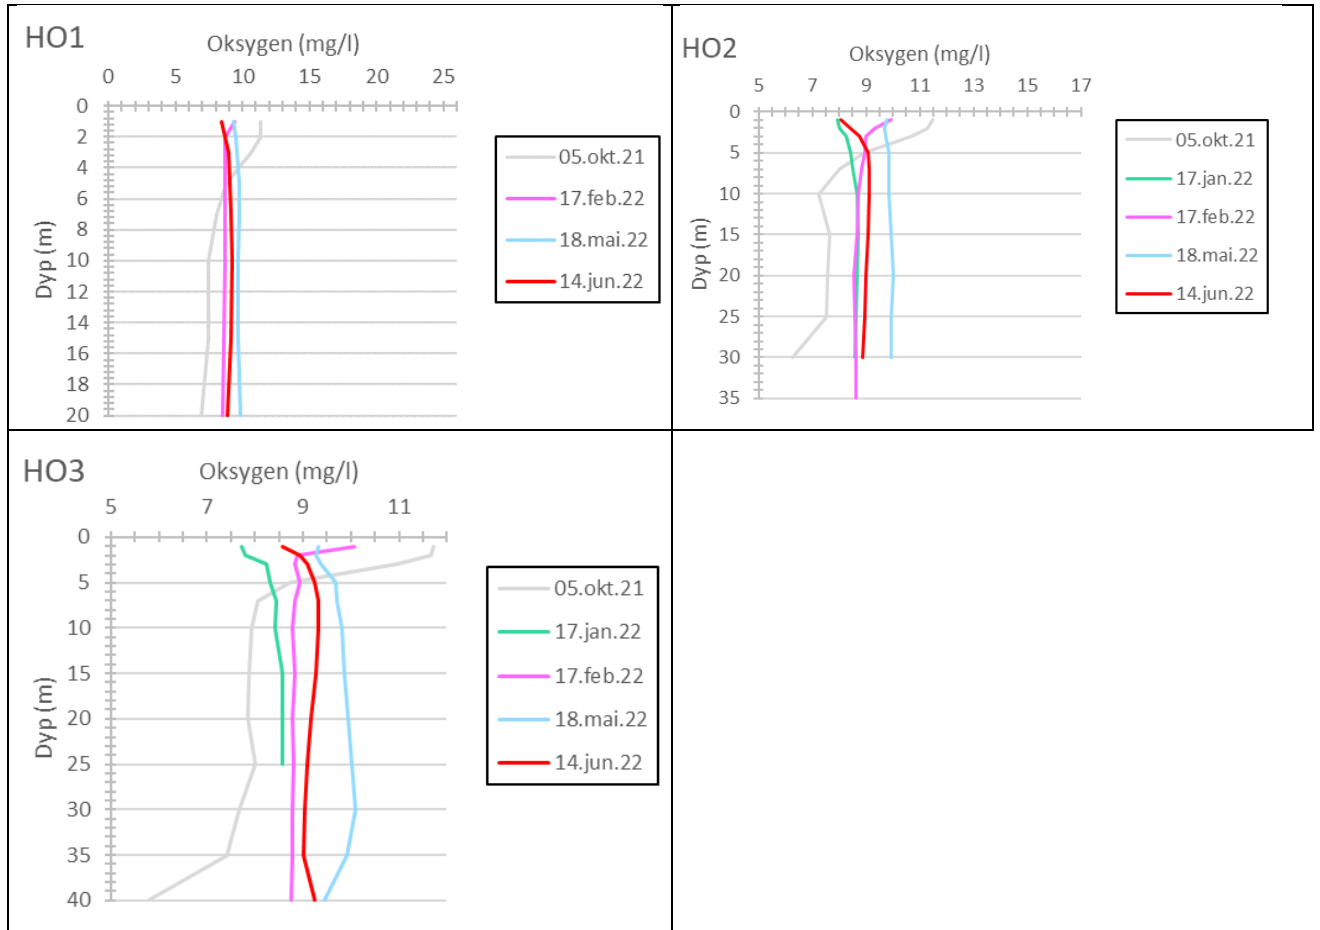 HO1
Oksygen (mg/l)
0 5 10 15 20 25
0
2
4
6
8
10
12
14
16
18
20
Dyp (m)
05.okt.21
17.feb.22
18.mai.22
14.jun.22
HO2
Oksygen (mg/l)
5 7 9 11 13 15 17
0
5
10
15
20
25
30
35
Dyp (m)
05.okt.21
17.jan.22
17.feb.22
18.mai.22
14.jun.22
HO3
Oksygen (mg/l)
5 7 9 11
0
5
10
15
20
25
30
35
40
Dyp (m)
05.okt.21
17.jan.22
17.feb.22
18.mai.22
14.jun.22